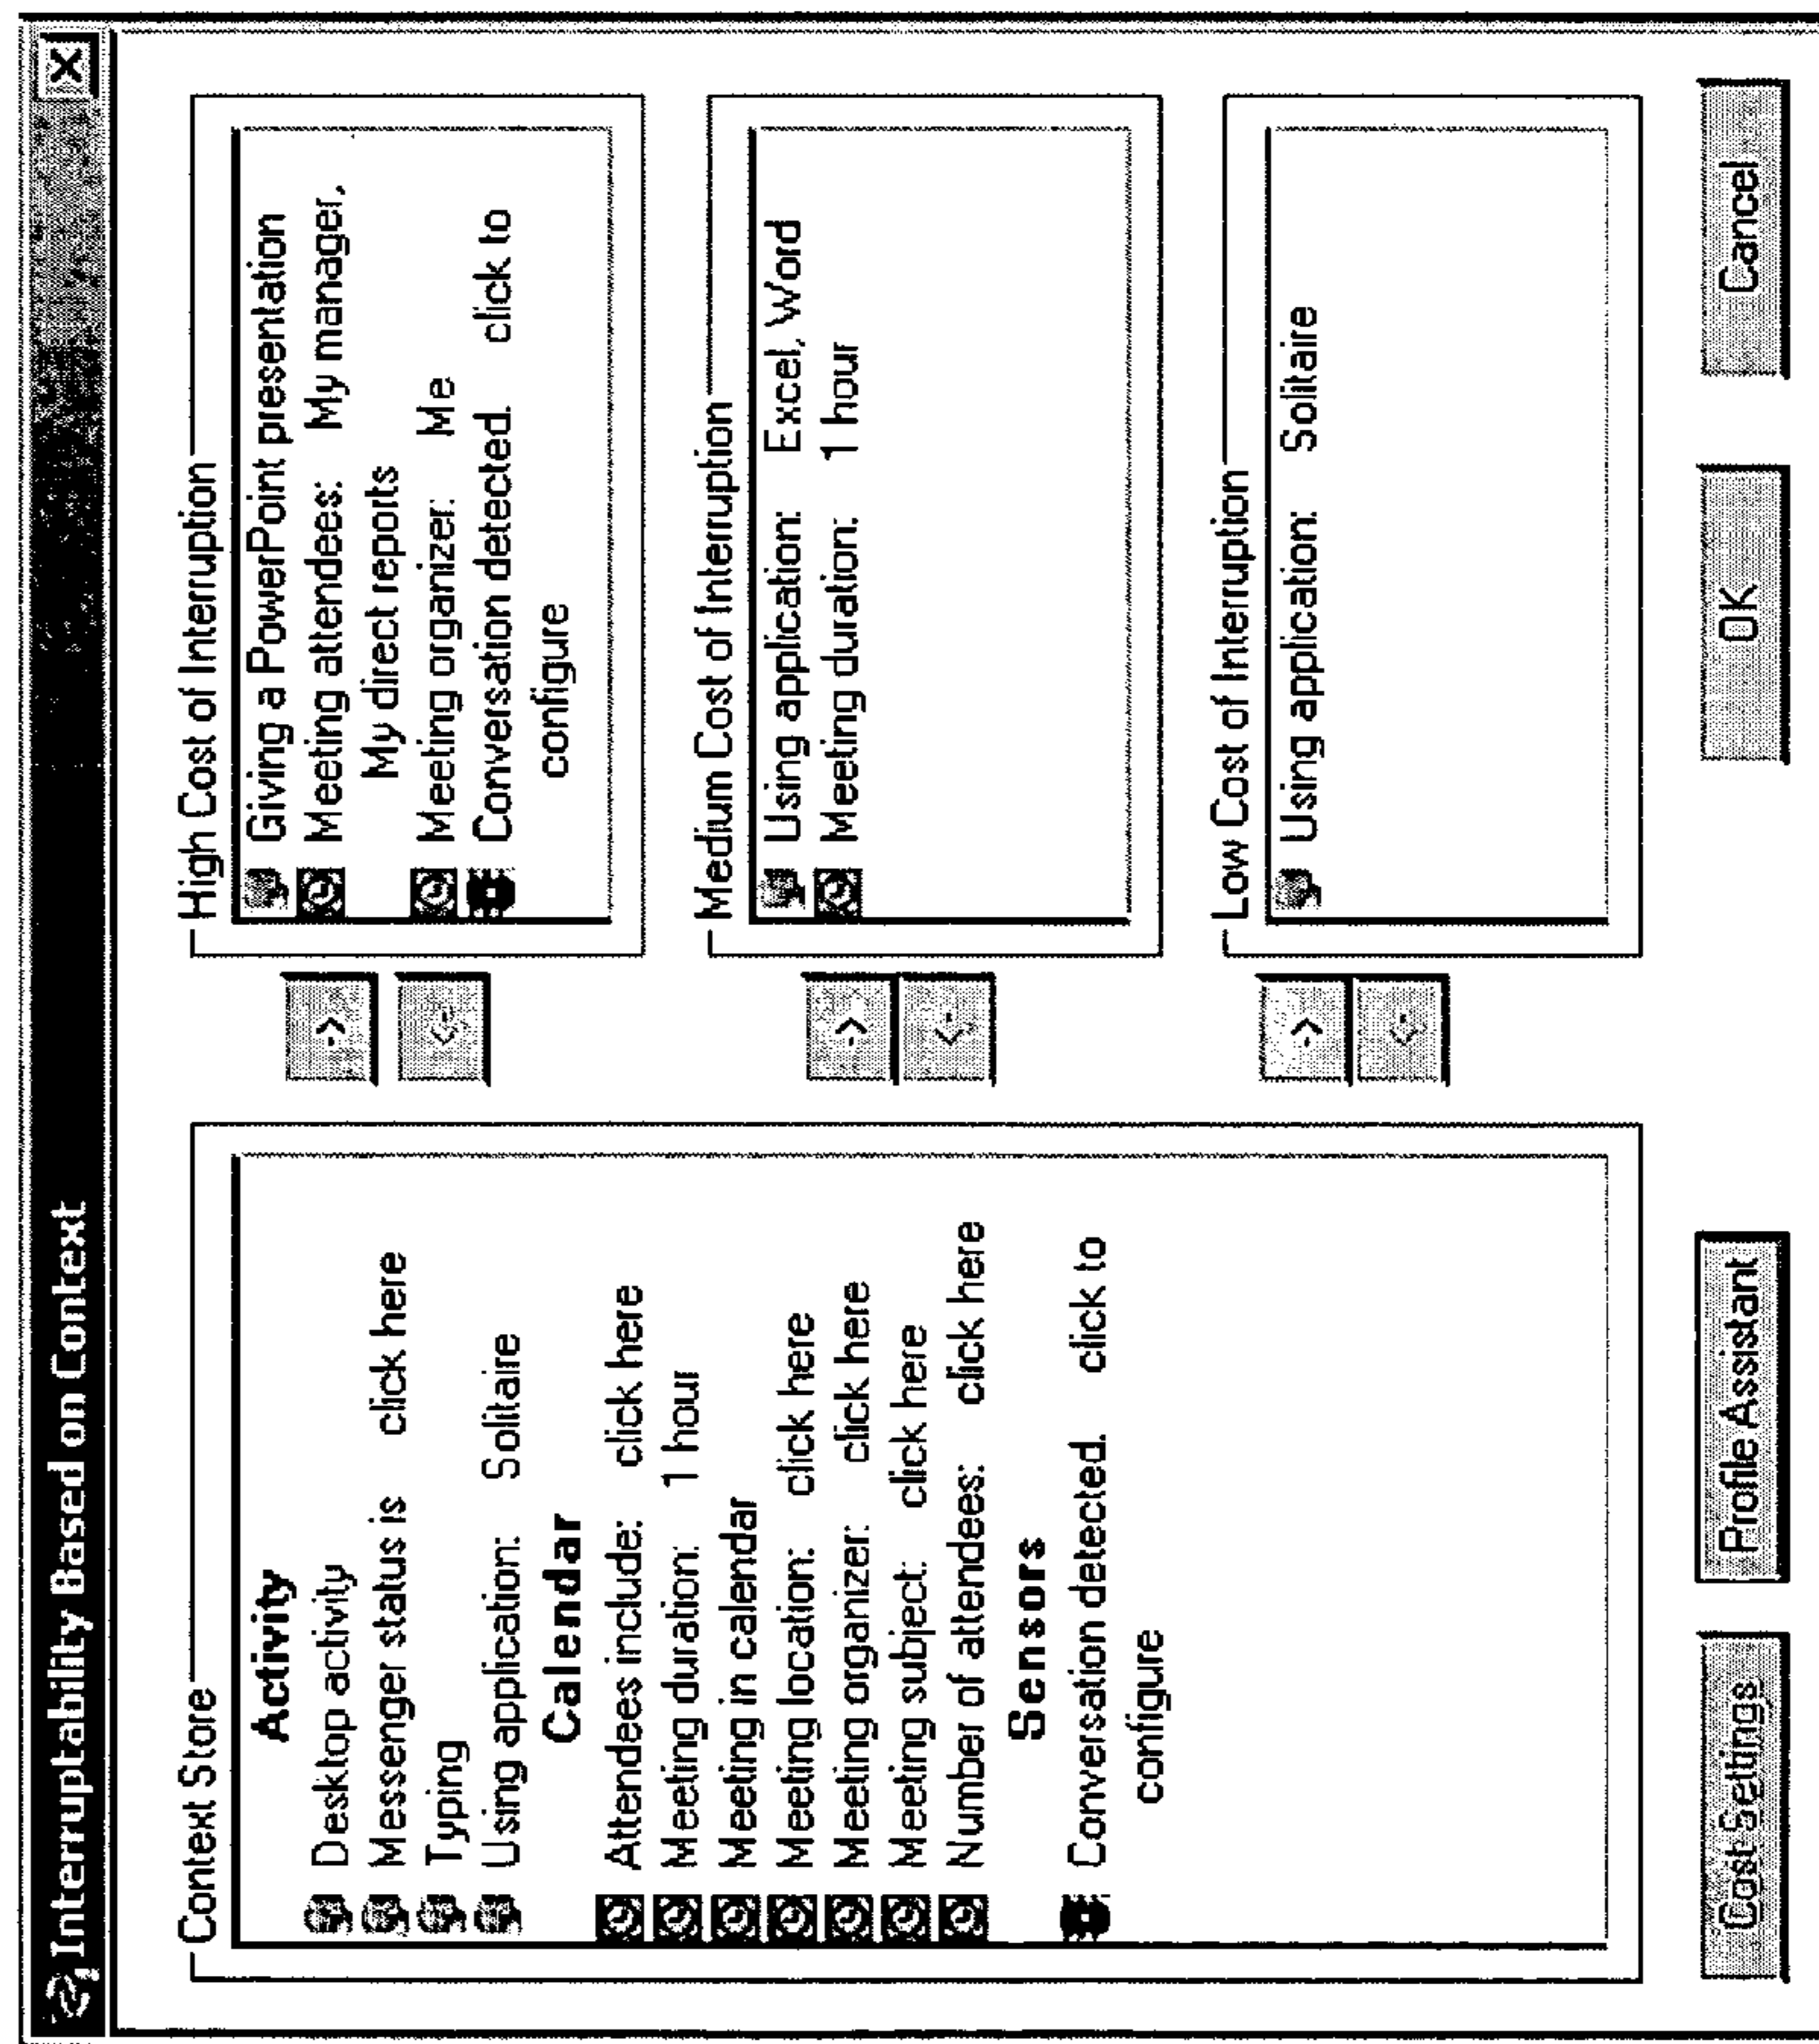 Interruptability Based on Context
Context Store
Activity
Desktop activity
Messenger status is click here
Typing
Using application: Solitaire
Calendar
Attendees include: click here
Meeting duration: 1 hour
Meeting in calendar
Meeting location: click here
Meeting organizer: click here
Meeting subject: click here
Number of attendees: click here
Sensors
Conversation detected. click to
configure
->
<-
->
<-
->
<-
High Cost of Interruption
Giving a PowerPoint presentation
Meeting attendees: My manager,
My direct reports
Meeting organizer: Me
Conversation detected. click to
configure
Medium Cost of Interruption
Using application: Excel, Word
Meeting duration: 1 hour
Low Cost of Interruption
Using application: Solitaire
Cost Settings
Profile Assistant
OK
Cancel